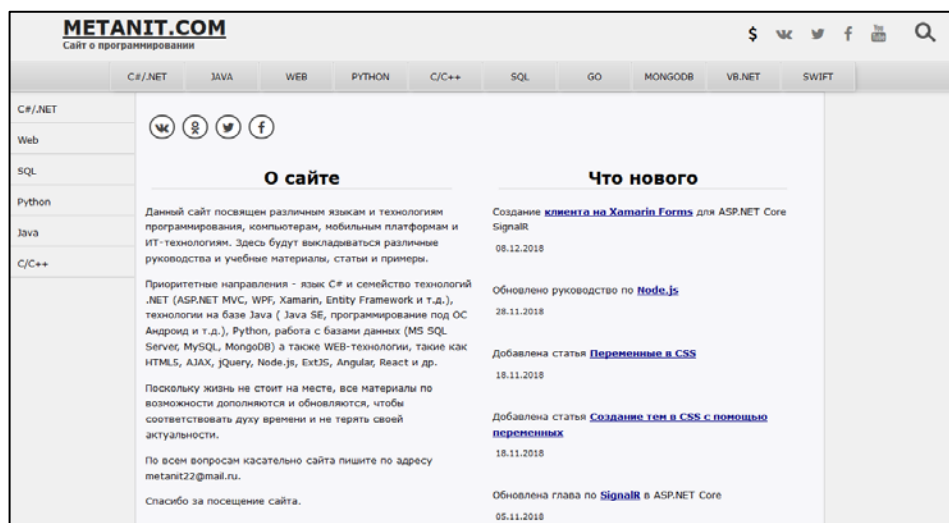 METANIT.COM
Сайт о программировании
C#/.NET JAVA WEB PYTHON C/C++ SQL GO MONGODB VB.NET SWIFT
C#/.NET
Web
SQL
Python
Java
C/C++
О сайте
Данный сайт посвящен различным языкам и технологиям
программирования, компьютерам, мобильным платформам и
ИТ-технологиям. Здесь будут выкладываться различные
руководства и учебные материалы, статьи и примеры.
Приоритетные направления - язык C# и семейство технологий
.NET (ASP.NET MVC, WPF, Xamarin, Entity Framework и т.д.),
технологии на базе Java ( Java SE, программирование под ОС
Андроид и т.д.), Python, работа с базами данных (MS SQL
Server, MySQL, MongoDB) а также WEB-технологии, такие как
HTML5, AJAX, jQuery, Node.js, ExtJS, Angular, React и др.
Поскольку жизнь не стоит на месте, все материалы по
возможности дополняются и обновляются, чтобы
соответствовать духу времени и не терять своей
актуальности.
По всем вопросам касательно сайта пишите по адресу
metanit22@mail.ru.
Спасибо за посещение сайта.
Что нового
Создание клиента на Xamarin Forms для ASP.NET Core
SignalR
08.12.2018
Обновлено руководство по Node.js
28.11.2018
Добавлена статья Переменные в CSS
18.11.2018
Добавлена статья Создание тем в CSS с помощью
переменных
18.11.2018
Обновлена глава по SignalR в ASP.NET Core
05.11.2018